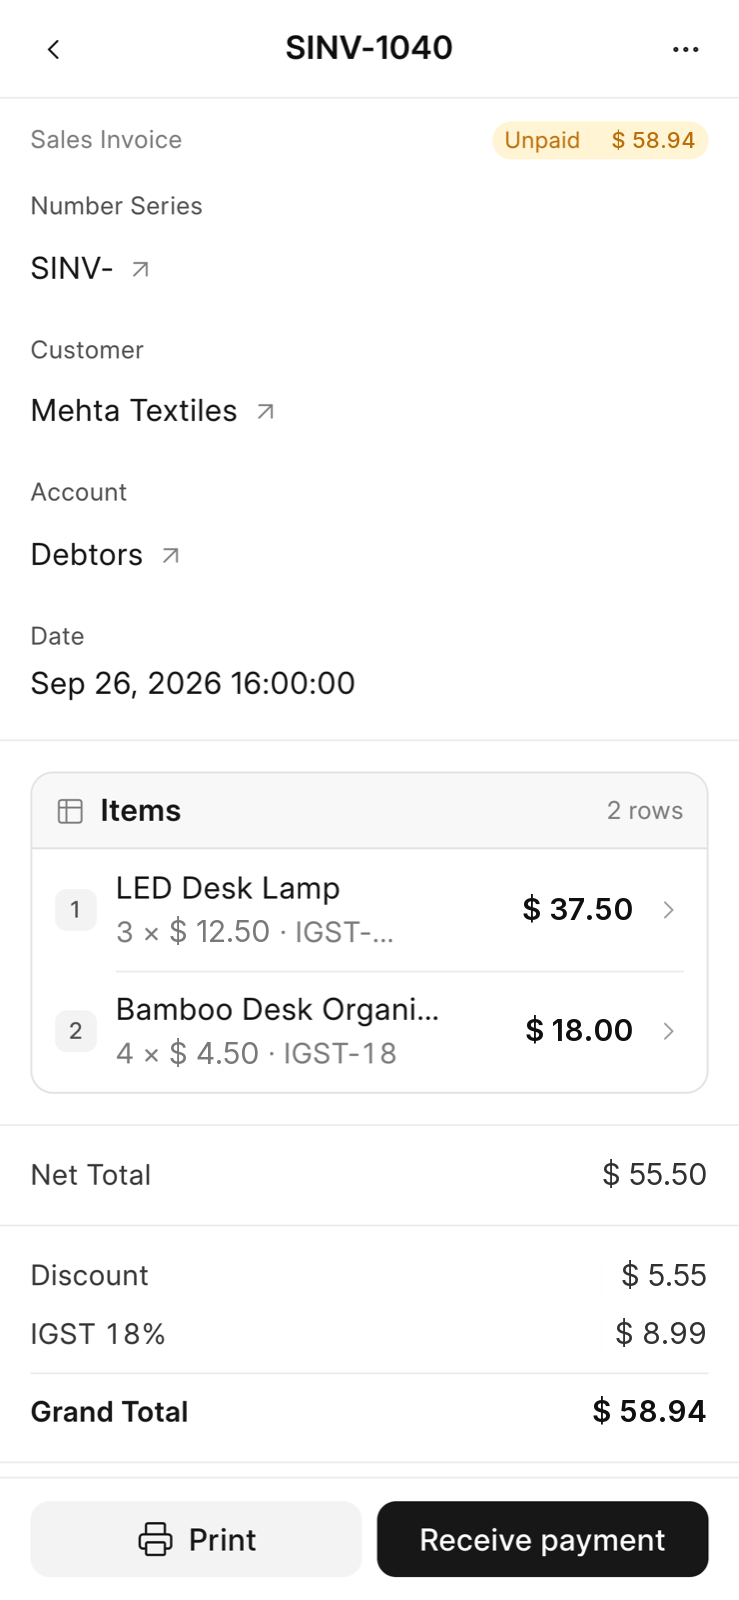 SINV-1040
Sales Invoice
Unpaid $ 58.94
Number Series
SINV-
Customer
Mehta Textiles
Account
Debtors
Date
Sep 26, 2026 16:00:00
Items
2 rows
1
LED Desk Lamp
3 × $ 12.50 · IGST-...
$ 37.50
2
Bamboo Desk Organi...
4 × $ 4.50 · IGST-18
$ 18.00
Net Total $ 55.50
Discount $ 5.55
IGST 18% $ 8.99
Grand Total $ 58.94
Print
Receive payment